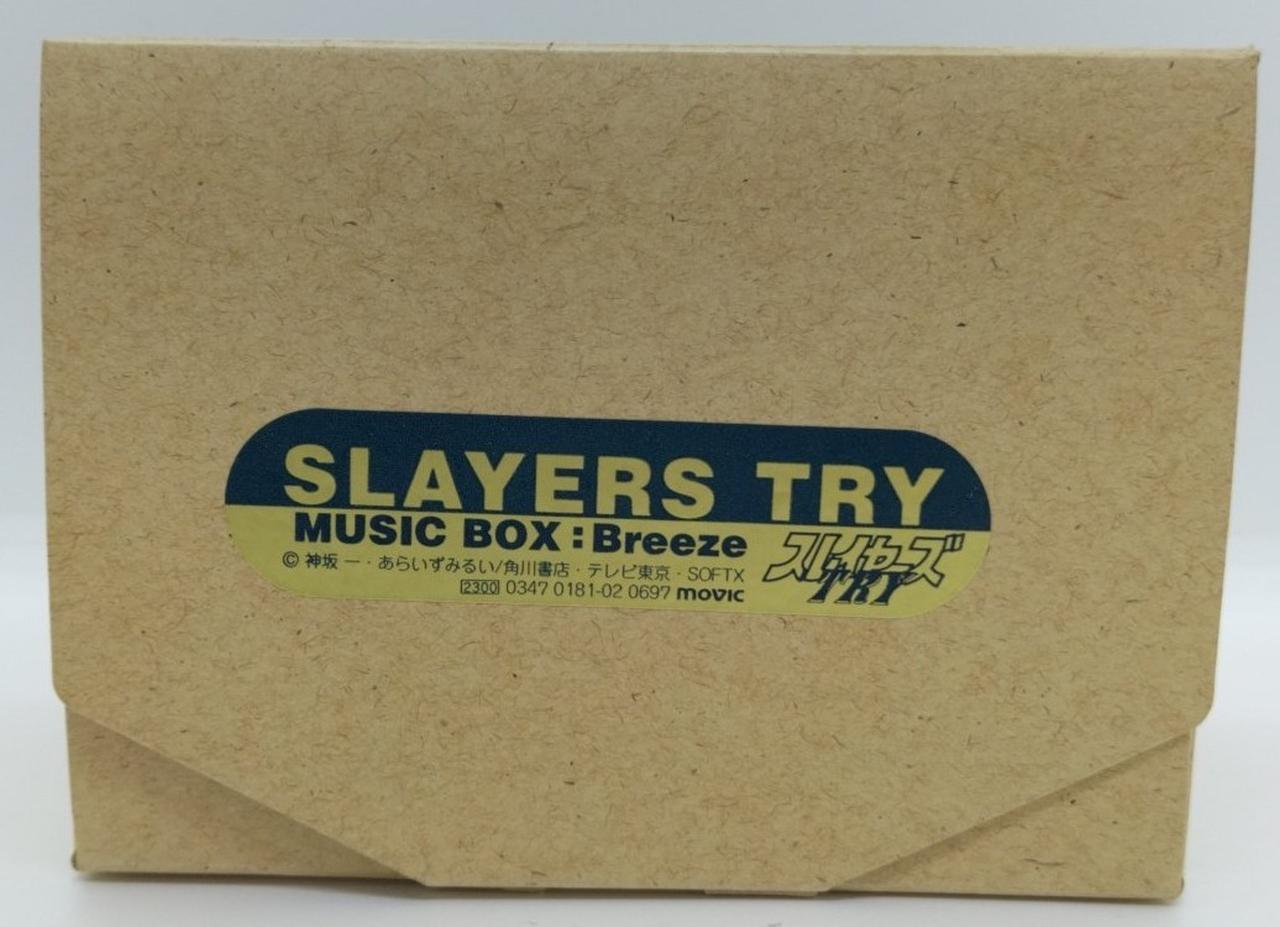 SLAYERS TRY
MUSIC BOX : Breeze
© 神坂 一・あらいずみるい/角川書店・テレビ東京・SOFTX
2300 0347 0181-02 0697 movic
スレイヤーズ
TRY